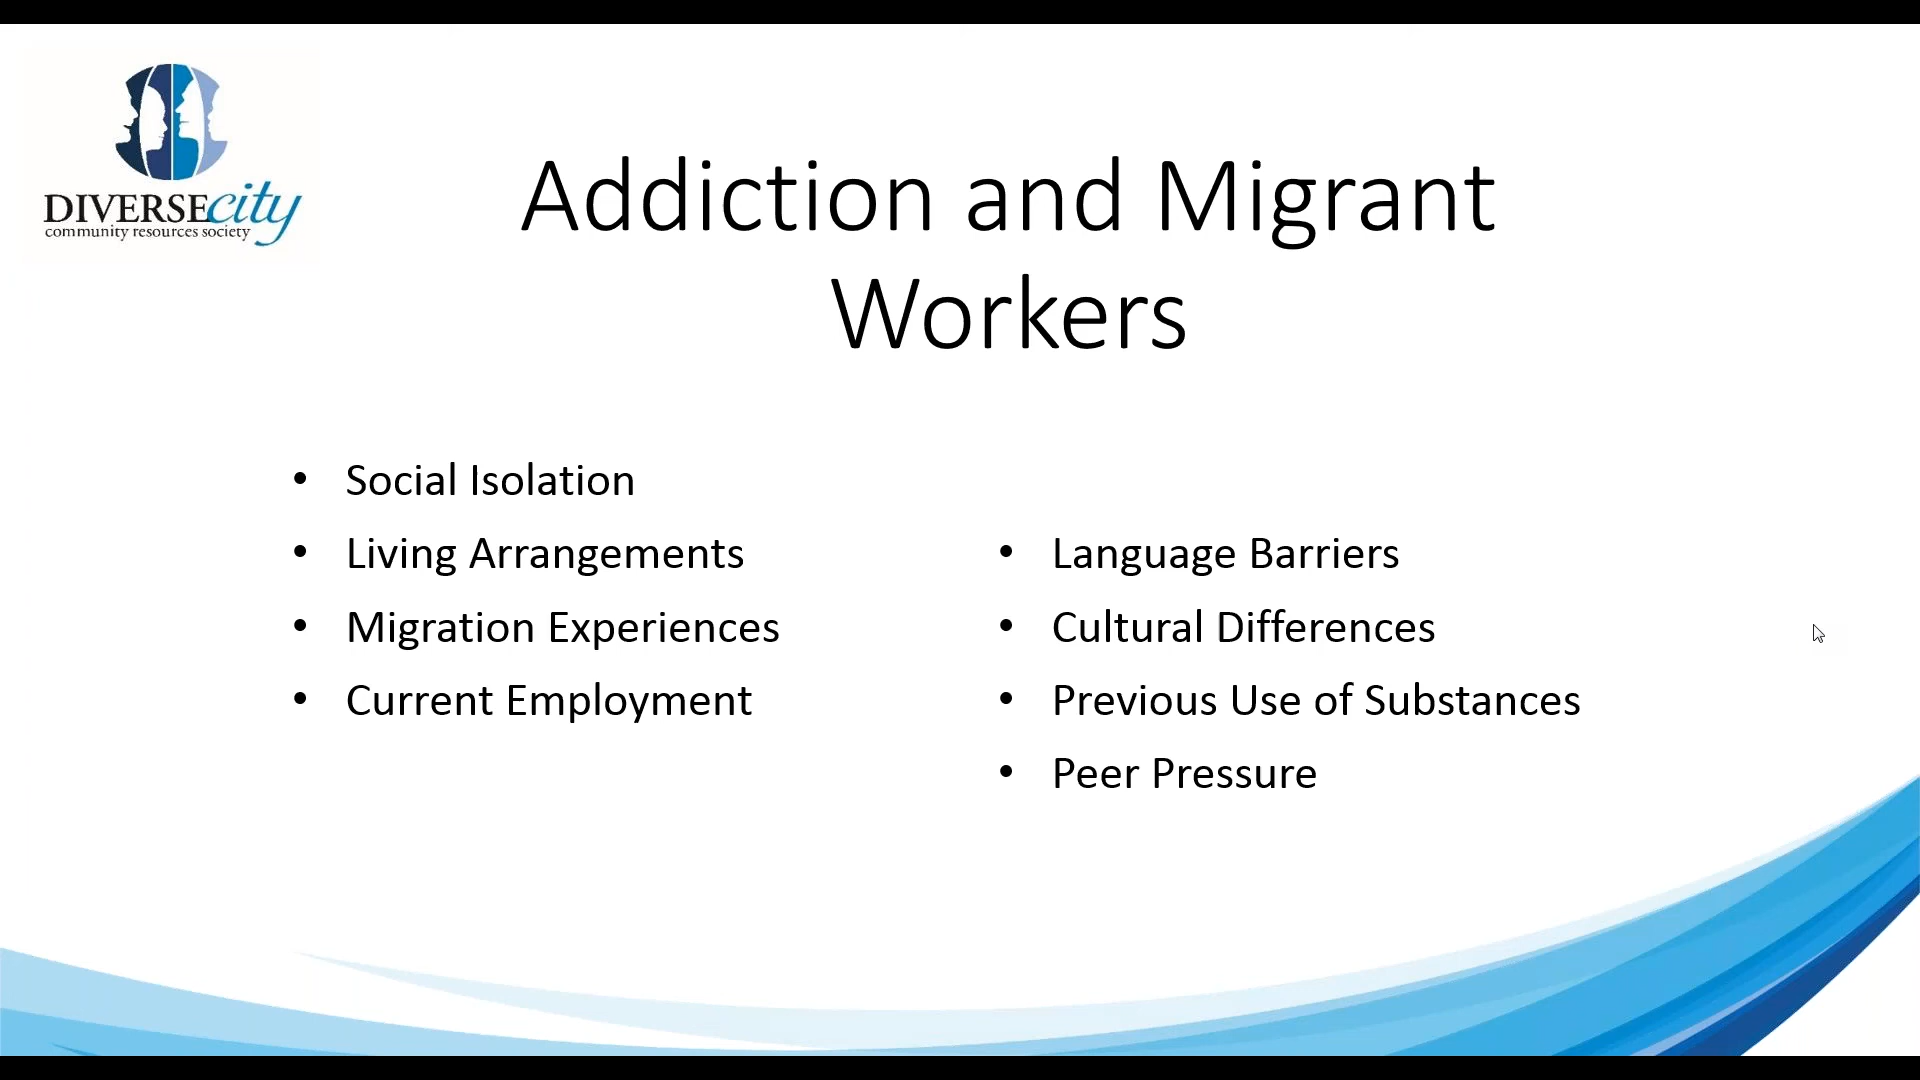 DIVERSEcity
community resources society
Addiction and Migrant
Workers
• Social Isolation
• Living Arrangements
• Migration Experiences
• Current Employment
• Language Barriers
• Cultural Differences
• Previous Use of Substances
• Peer Pressure